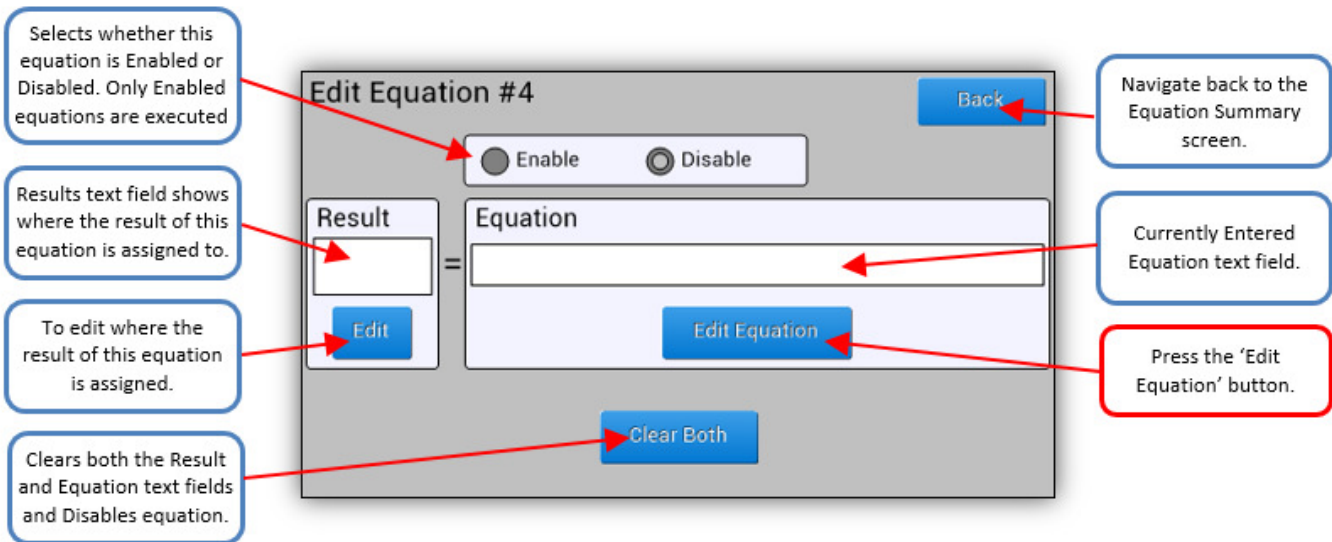 Selects whether this
equation is Enabled or
Disabled. Only Enabled
equations are executed
Results text field shows
where the result of this
equation is assigned to.
To edit where the
result of this equation
is assigned.
Clears both the Result
and Equation text fields
and Disables equation.
Edit Equation #4
Back
Enable
Disable
Result
=
Equation
Edit
Edit Equation
Clear Both
Navigate back to the
Equation Summary
screen.
Currently Entered
Equation text field.
Press the ‘Edit
Equation’ button.